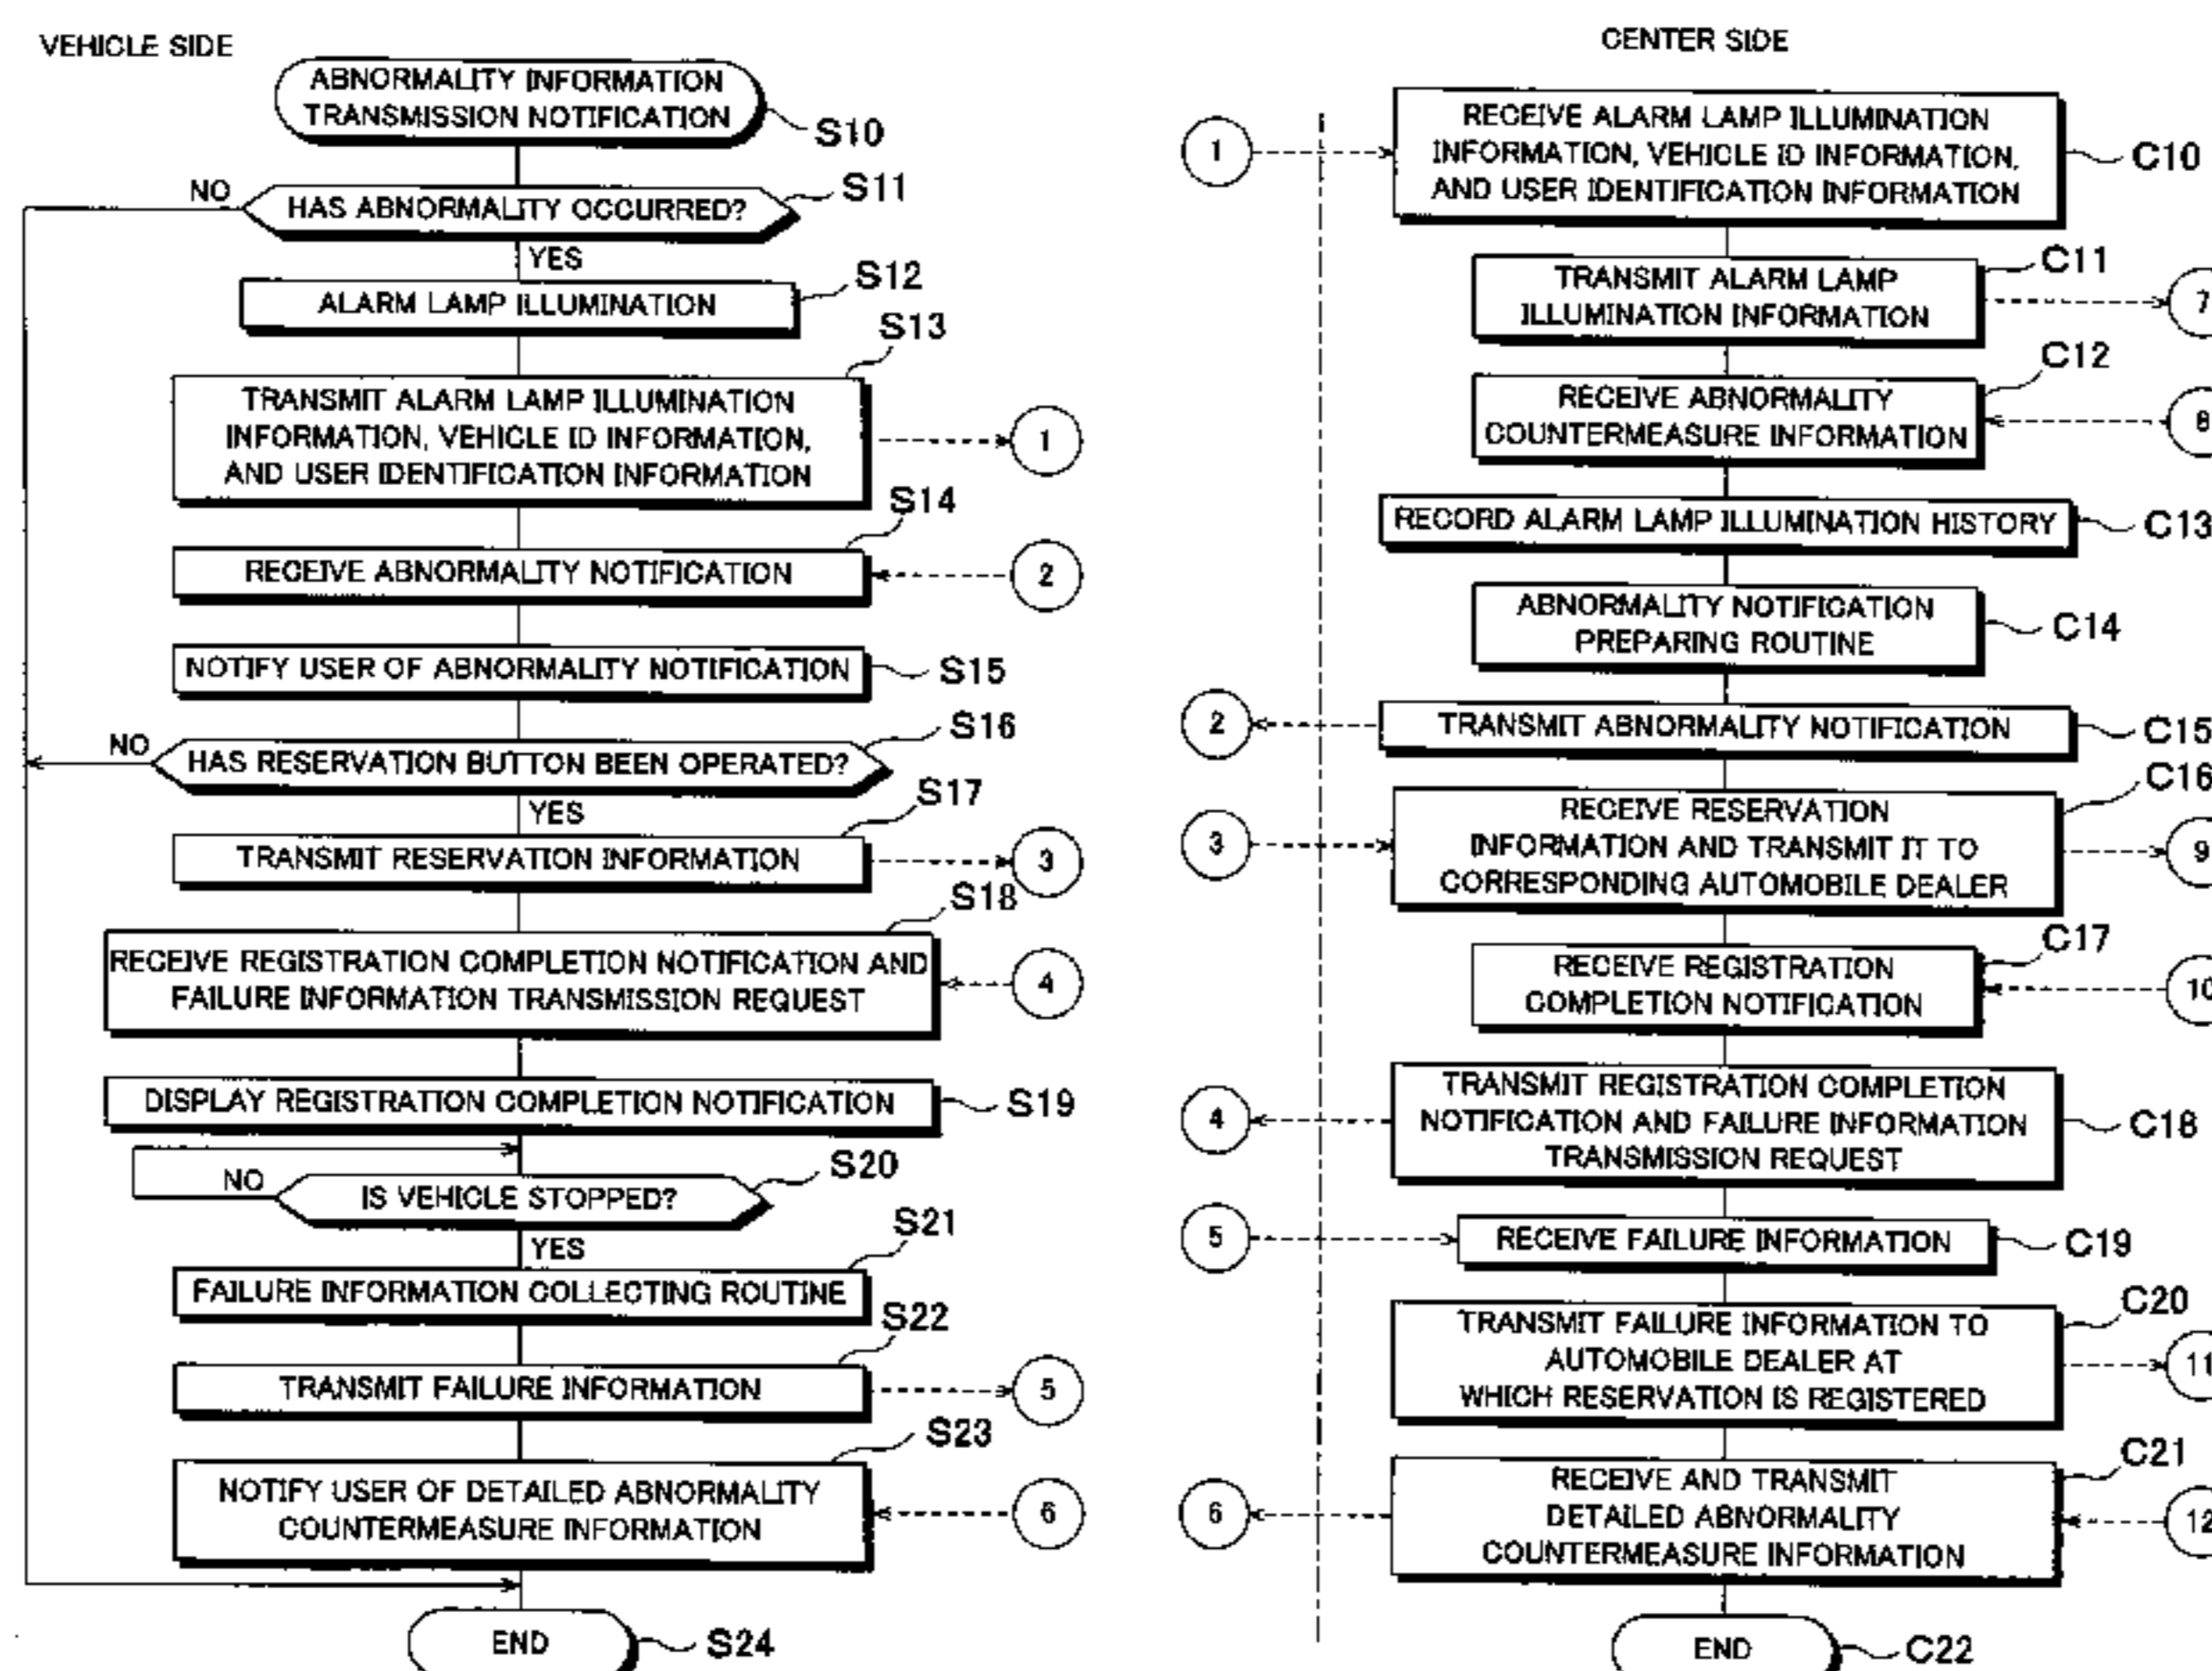 VEHICLE SIDE
ABNORMALITY INFORMATION
TRANSMISSION NOTIFICATION
S10
NO
HAS ABNORMALITY OCCURRED?
S11
YES
S12
ALARM LAMP ILLUMINATION
S13
TRANSMIT ALARM LAMP ILLUMINATION
INFORMATION, VEHICLE ID INFORMATION,
AND USER IDENTIFICATION INFORMATION
1
S14
RECEIVE ABNORMALITY NOTIFICATION
2
NOTIFY USER OF ABNORMALITY NOTIFICATION
S15
S16
NO
HAS RESERVATION BUTTON BEEN OPERATED?
YES
S17
TRANSMIT RESERVATION INFORMATION
3
S18
RECEIVE REGISTRATION COMPLETION NOTIFICATION AND
FAILURE INFORMATION TRANSMISSION REQUEST
4
DISPLAY REGISTRATION COMPLETION NOTIFICATION
S19
NO
IS VEHICLE STOPPED?
S20
YES
S21
FAILURE INFORMATION COLLECTING ROUTINE
S22
TRANSMIT FAILURE INFORMATION
5
S23
NOTIFY USER OF DETAILED ABNORMALITY
COUNTERMEASURE INFORMATION
6
END
S24
CENTER SIDE
1
RECEIVE ALARM LAMP ILLUMINATION
INFORMATION, VEHICLE ID INFORMATION,
AND USER IDENTIFICATION INFORMATION
C10
C11
TRANSMIT ALARM LAMP
ILLUMINATION INFORMATION
7
C12
RECEIVE ABNORMALITY
COUNTERMEASURE INFORMATION
8
RECORD ALARM LAMP ILLUMINATION HISTORY
C13
ABNORMALITY NOTIFICATION
PREPARING ROUTINE
C14
2
TRANSMIT ABNORMALITY NOTIFICATION
C15
C16
3
RECEIVE RESERVATION
INFORMATION AND TRANSMIT IT TO
CORRESPONDING AUTOMOBILE DEALER
9
C17
RECEIVE REGISTRATION
COMPLETION NOTIFICATION
10
4
TRANSMIT REGISTRATION COMPLETION
NOTIFICATION AND FAILURE INFORMATION
TRANSMISSION REQUEST
C18
5
RECEIVE FAILURE INFORMATION
C19
C20
TRANSMIT FAILURE INFORMATION TO
AUTOMOBILE DEALER AT
WHICH RESERVATION IS REGISTERED
11
C21
6
RECEIVE AND TRANSMIT
DETAILED ABNORMALITY
COUNTERMEASURE INFORMATION
12
END
C22